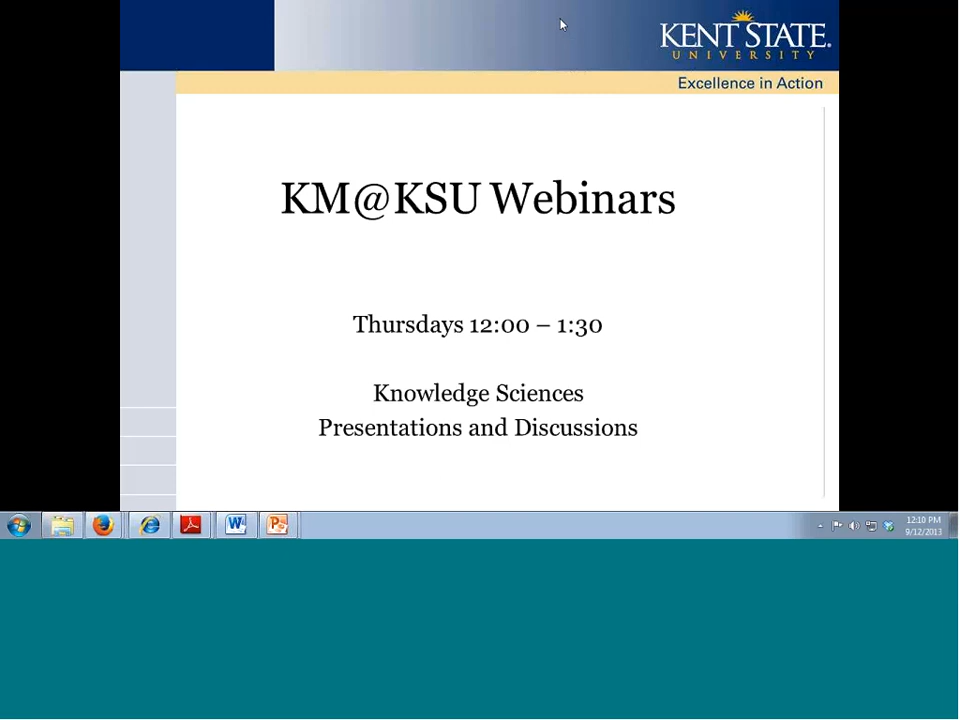 KENT STATE.
UNIVERSITY
Excellence in Action
KM@KSU Webinars
Thursdays 12:00 – 1:30
Knowledge Sciences
Presentations and Discussions
12:10 PM
9/12/2013